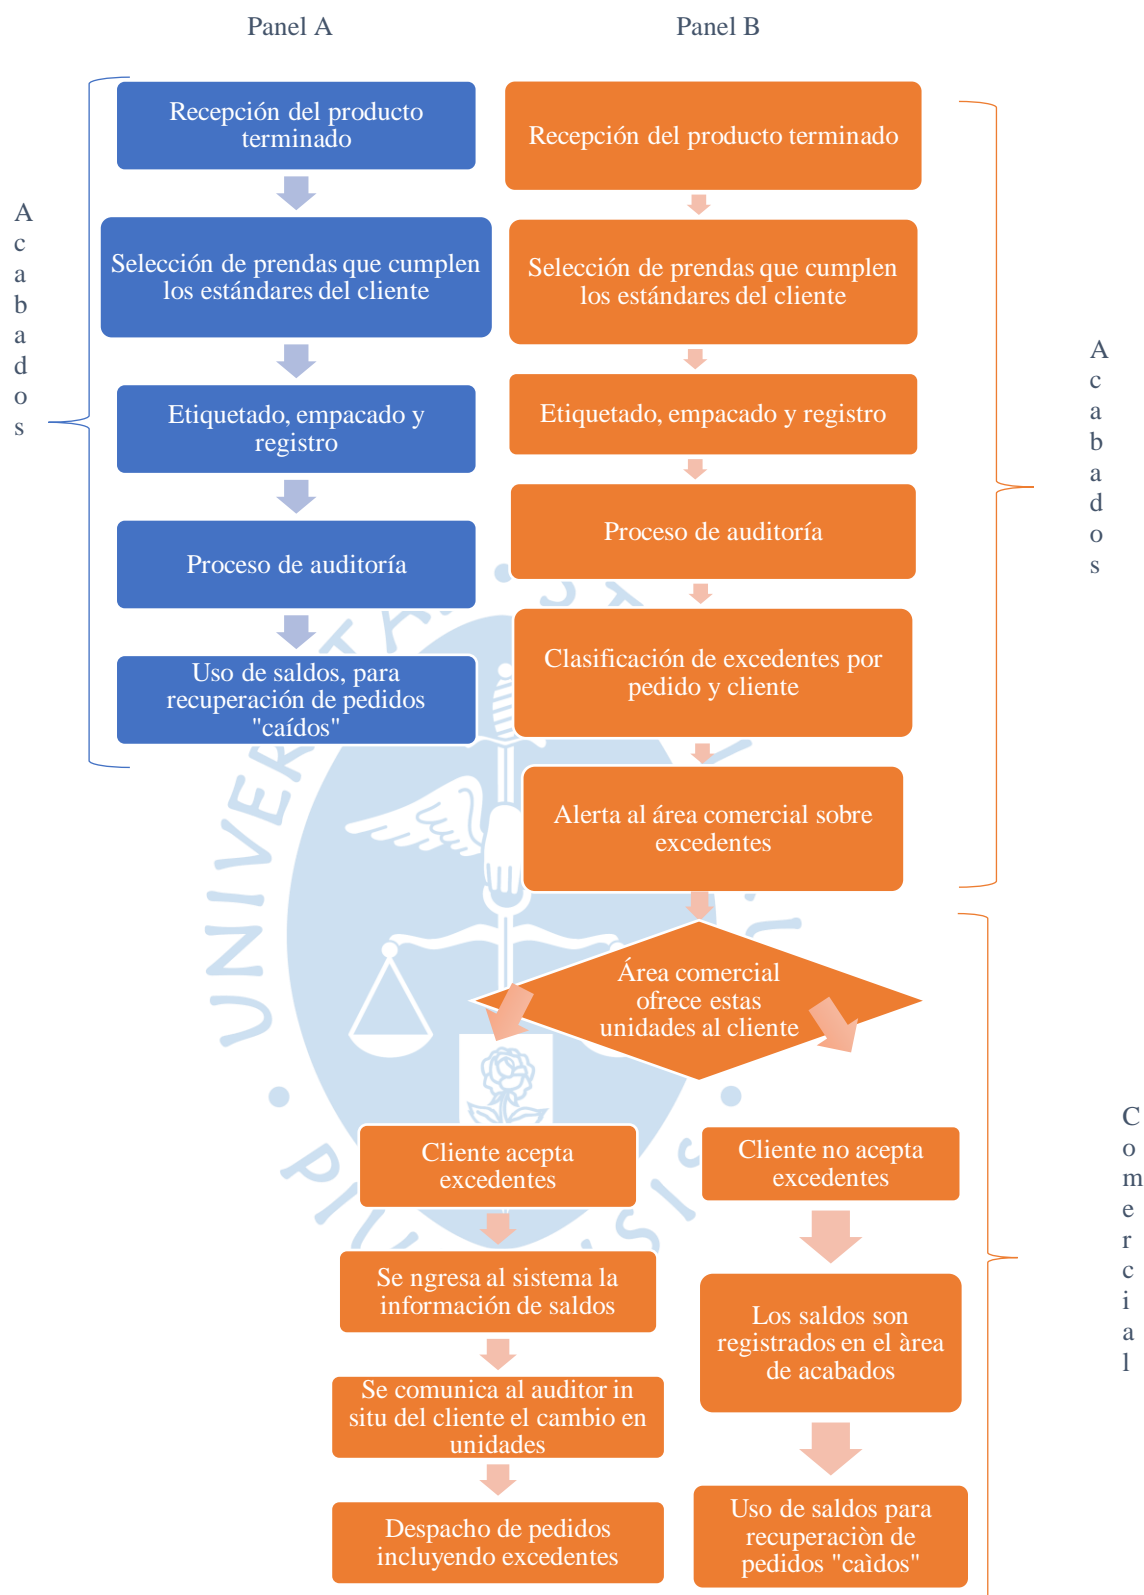 Panel A
Panel B
Acabados
Recepción del producto
terminado
Selección de prendas que cumplen
los estándares del cliente
Etiquetado, empacado y
registro
Proceso de auditoría
Uso de saldos, para
recuperación de pedidos
"caídos"
Recepción del producto terminado
Selección de prendas que cumplen
los estándares del cliente
Etiquetado, empacado y registro
Proceso de auditoría
Clasificación de excedentes por
pedido y cliente
Alerta al área comercial sobre
excedentes
Acabados
Área comercial
ofrece estas
unidades al cliente
Cliente acepta
excedentes
Se ngresa al sistema la
información de saldos
Se comunica al auditor in
situ del cliente el cambio en
unidades
Despacho de pedidos
incluyendo excedentes
Cliente no acepta
excedentes
Los saldos son
registrados en el àrea
de acabados
Uso de saldos para
recuperaciòn de
pedidos "caìdos"
Comercial